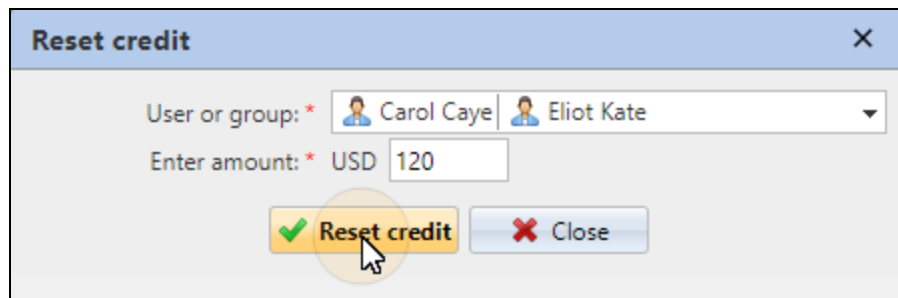 Reset credit
User or group: * Carol Caye Eliot Kate
Enter amount: * USD 120
Reset credit Close